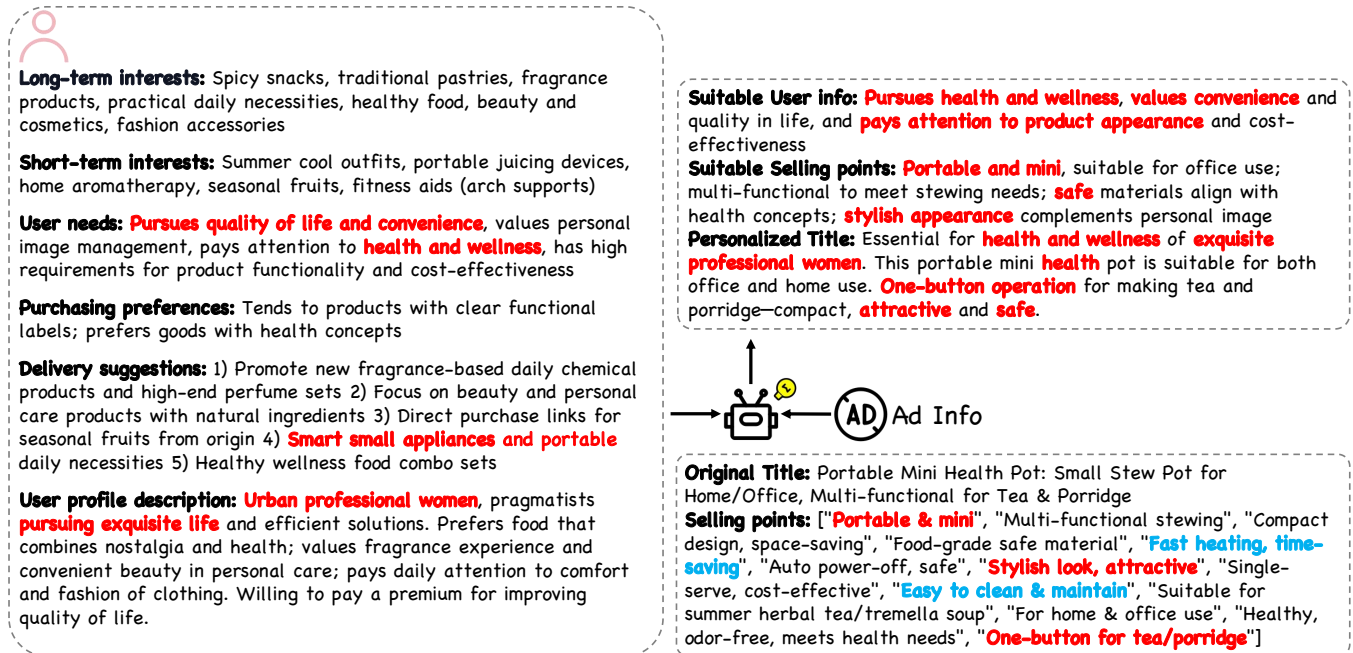 Long-term interests: Spicy snacks, traditional pastries, fragrance
products, practical daily necessities, healthy food, beauty and
cosmetics, fashion accessories
Short-term interests: Summer cool outfits, portable juicing devices,
home aromatherapy, seasonal fruits, fitness aids (arch supports)
User needs: Pursues quality of life and convenience, values personal
image management, pays attention to health and wellness, has high
requirements for product functionality and cost-effectiveness
Purchasing preferences: Tends to products with clear functional
labels; prefers goods with health concepts
Delivery suggestions: 1) Promote new fragrance-based daily chemical
products and high-end perfume sets 2) Focus on beauty and personal
care products with natural ingredients 3) Direct purchase links for
seasonal fruits from origin 4) Smart small appliances and portable
daily necessities 5) Healthy wellness food combo sets
User profile description: Urban professional women, pragmatists
pursuing exquisite life and efficient solutions. Prefers food that
combines nostalgia and health; values fragrance experience and
convenient beauty in personal care; pays daily attention to comfort
and fashion of clothing. Willing to pay a premium for improving
quality of life.
Suitable User info: Pursues health and wellness, values convenience and
quality in life, and pays attention to product appearance and cost-
effectiveness
Suitable Selling points: Portable and mini, suitable for office use;
multi-functional to meet stewing needs; safe materials align with
health concepts; stylish appearance complements personal image
Personalized Title: Essential for health and wellness of exquisite
professional women. This portable mini health pot is suitable for both
office and home use. One-button operation for making tea and
porridge—compact, attractive and safe.
AD Ad Info
Original Title: Portable Mini Health Pot: Small Stew Pot for
Home/Office, Multi-functional for Tea & Porridge
Selling points: ["Portable & mini", "Multi-functional stewing", "Compact
design, space-saving", "Food-grade safe material", "Fast heating, time-
saving", "Auto power-off, safe", "Stylish look, attractive", "Single-
serve, cost-effective", "Easy to clean & maintain", "Suitable for
summer herbal tea/tremella soup", "For home & office use", "Healthy,
odor-free, meets health needs", "One-button for tea/porridge"]